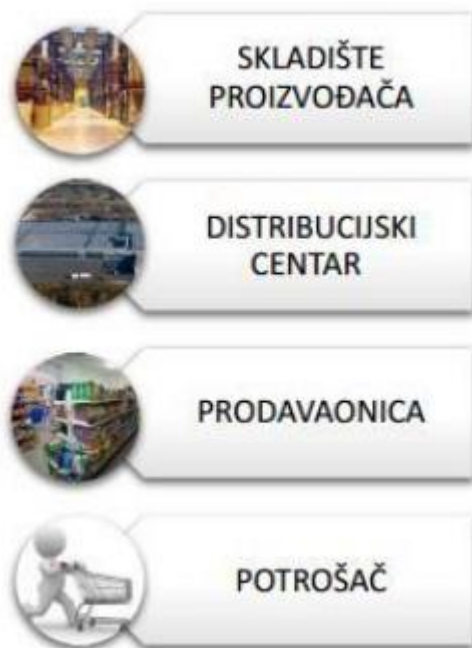 SKLADIŠTE
PROIZVOĐAČA
DISTRIBUCIJSKI
CENTAR
PRODAVAONICA
POTROŠAČ